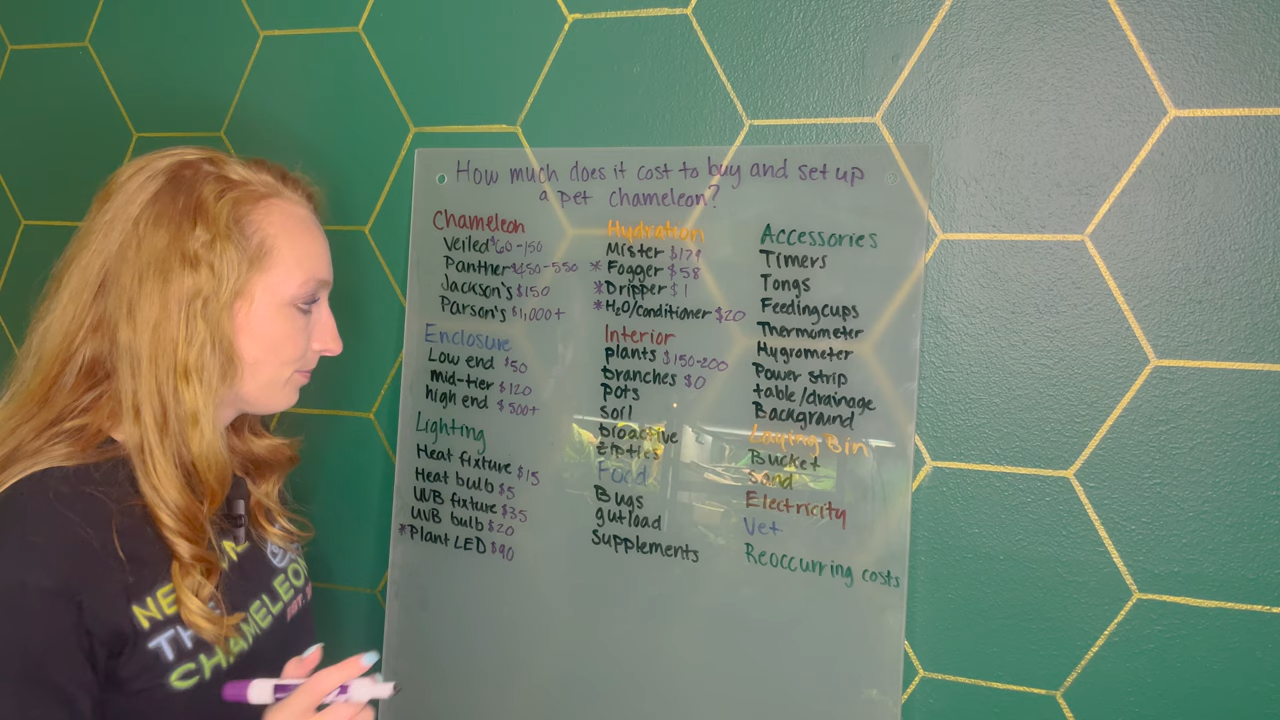 How much does it cost to buy and set up
a pet chameleon?
Chameleon
Veiled $60-150
Panther $450-550
Jackson's $150
Parson's $1,000+
Enclosure
Low end $50
mid-tier $120
high end $500+
Lighting
Heat fixture $15
Heat bulb $5
UVB fixture $35
UVB bulb $20
*Plant LED $90
Hydration
Mister $179
*Fogger $58
*Dripper $1
*H₂O/conditioner $20
Interior
plants $150-200
branches $0
pots
soil
bioactive
zipties
Food
Bugs
gutload
Supplements
Accessories
Timers
Tongs
Feeding cups
Thermometer
Hygrometer
Power strip
table/drainage
Background
Laying Bin
Bucket
Sand
Electricity
Vet
Reoccurring costs
CHAMELEON